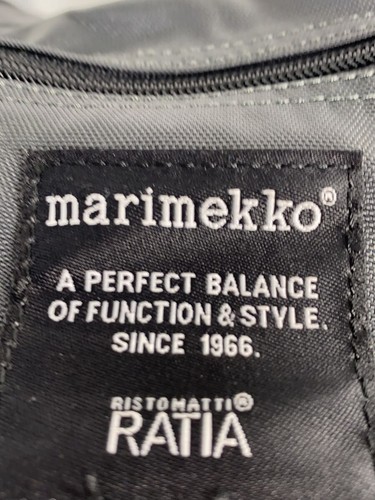 marimekko®
A PERFECT BALANCE
OF FUNCTION & STYLE.
SINCE 1966.
RISTOMATTI®
RATIA